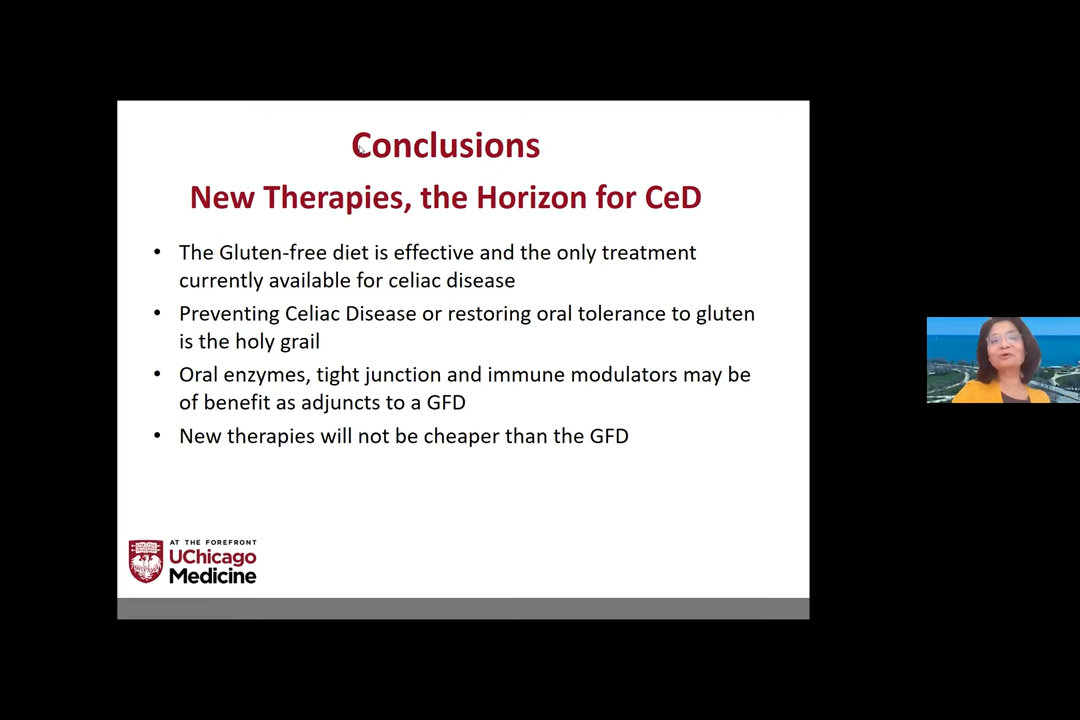 Conclusions
New Therapies, the Horizon for CeD
• The Gluten-free diet is effective and the only treatment
currently available for celiac disease
• Preventing Celiac Disease or restoring oral tolerance to gluten
is the holy grail
• Oral enzymes, tight junction and immune modulators may be
of benefit as adjuncts to a GFD
• New therapies will not be cheaper than the GFD
AT THE FOREFRONT
UChicago
Medicine